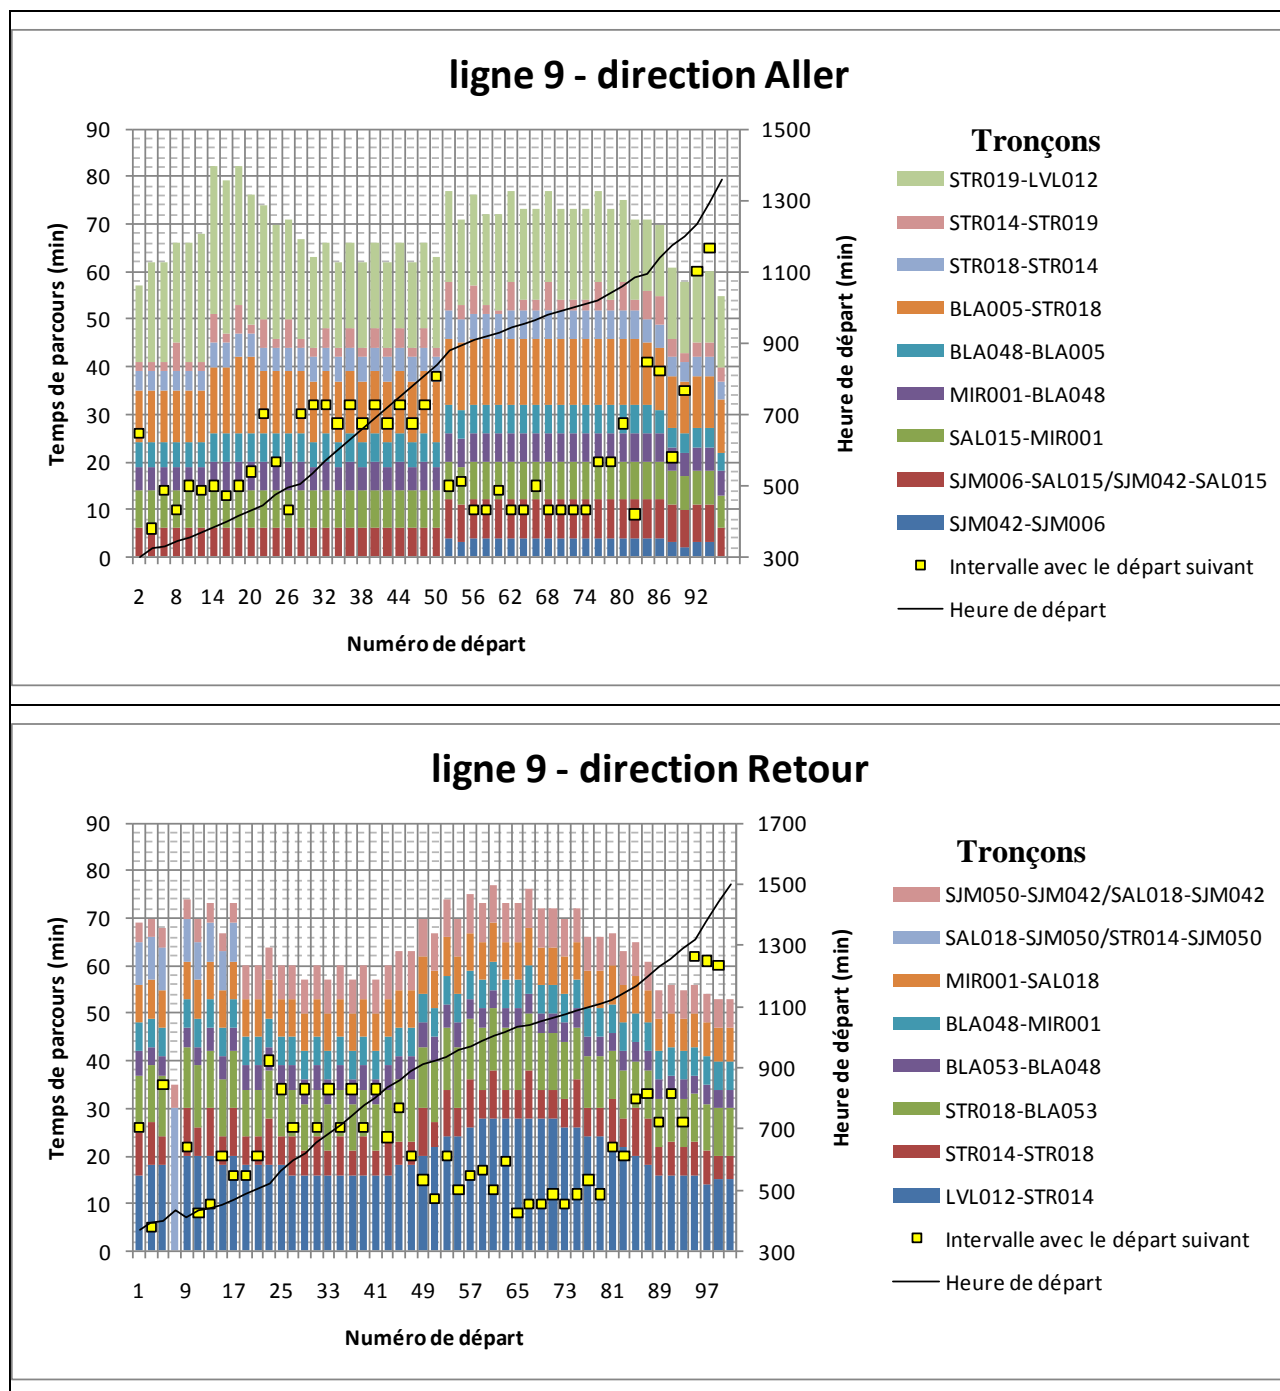 ligne 9 - direction Aller
Temps de parcours (min)
90
80
70
60
50
40
30
20
10
0
1500
1300
1100
900
700
500
300
Heure de départ (min)
2 8 14 20 26 32 38 44 50 56 62 68 74 80 86 92
Numéro de départ
Tronçons
STR019-LVL012
STR014-STR019
STR018-STR014
BLA005-STR018
BLA048-BLA005
MIR001-BLA048
SAL015-MIR001
SJM006-SAL015/SJM042-SAL015
SJM042-SJM006
Intervalle avec le départ suivant
Heure de départ
ligne 9 - direction Retour
Temps de parcours (min)
90
80
70
60
50
40
30
20
10
0
1700
1500
1300
1100
900
700
500
300
Heure de départ (min)
1 9 17 25 33 41 49 57 65 73 81 89 97
Numéro de départ
Tronçons
SJM050-SJM042/SAL018-SJM042
SAL018-SJM050/STR014-SJM050
MIR001-SAL018
BLA048-MIR001
BLA053-BLA048
STR018-BLA053
STR014-STR018
LVL012-STR014
Intervalle avec le départ suivant
Heure de départ